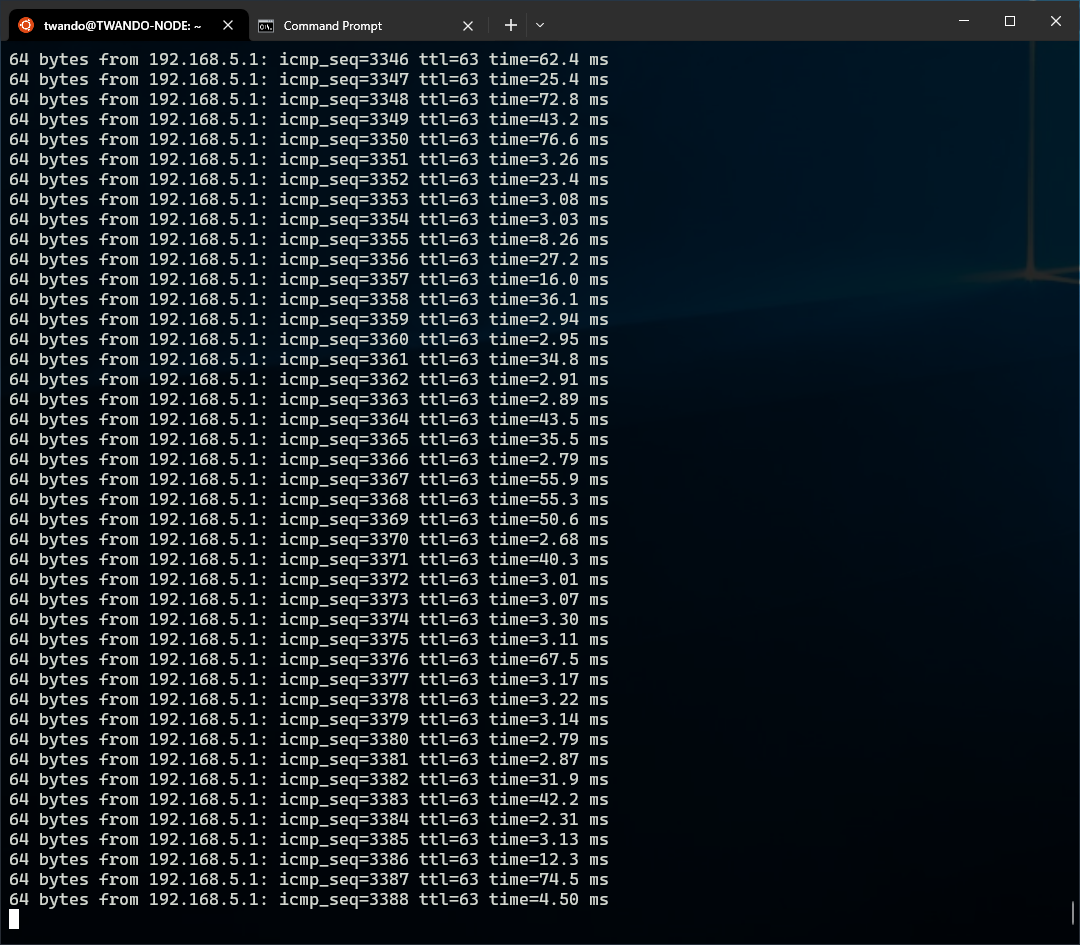 twando@TWANDO-NODE: ~
Command Prompt
64 bytes from 192.168.5.1: icmp_seq=3346 ttl=63 time=62.4 ms
64 bytes from 192.168.5.1: icmp_seq=3347 ttl=63 time=25.4 ms
64 bytes from 192.168.5.1: icmp_seq=3348 ttl=63 time=72.8 ms
64 bytes from 192.168.5.1: icmp_seq=3349 ttl=63 time=43.2 ms
64 bytes from 192.168.5.1: icmp_seq=3350 ttl=63 time=76.6 ms
64 bytes from 192.168.5.1: icmp_seq=3351 ttl=63 time=3.26 ms
64 bytes from 192.168.5.1: icmp_seq=3352 ttl=63 time=23.4 ms
64 bytes from 192.168.5.1: icmp_seq=3353 ttl=63 time=3.08 ms
64 bytes from 192.168.5.1: icmp_seq=3354 ttl=63 time=3.03 ms
64 bytes from 192.168.5.1: icmp_seq=3355 ttl=63 time=8.26 ms
64 bytes from 192.168.5.1: icmp_seq=3356 ttl=63 time=27.2 ms
64 bytes from 192.168.5.1: icmp_seq=3357 ttl=63 time=16.0 ms
64 bytes from 192.168.5.1: icmp_seq=3358 ttl=63 time=36.1 ms
64 bytes from 192.168.5.1: icmp_seq=3359 ttl=63 time=2.94 ms
64 bytes from 192.168.5.1: icmp_seq=3360 ttl=63 time=2.95 ms
64 bytes from 192.168.5.1: icmp_seq=3361 ttl=63 time=34.8 ms
64 bytes from 192.168.5.1: icmp_seq=3362 ttl=63 time=2.91 ms
64 bytes from 192.168.5.1: icmp_seq=3363 ttl=63 time=2.89 ms
64 bytes from 192.168.5.1: icmp_seq=3364 ttl=63 time=43.5 ms
64 bytes from 192.168.5.1: icmp_seq=3365 ttl=63 time=35.5 ms
64 bytes from 192.168.5.1: icmp_seq=3366 ttl=63 time=2.79 ms
64 bytes from 192.168.5.1: icmp_seq=3367 ttl=63 time=55.9 ms
64 bytes from 192.168.5.1: icmp_seq=3368 ttl=63 time=55.3 ms
64 bytes from 192.168.5.1: icmp_seq=3369 ttl=63 time=50.6 ms
64 bytes from 192.168.5.1: icmp_seq=3370 ttl=63 time=2.68 ms
64 bytes from 192.168.5.1: icmp_seq=3371 ttl=63 time=40.3 ms
64 bytes from 192.168.5.1: icmp_seq=3372 ttl=63 time=3.01 ms
64 bytes from 192.168.5.1: icmp_seq=3373 ttl=63 time=3.07 ms
64 bytes from 192.168.5.1: icmp_seq=3374 ttl=63 time=3.30 ms
64 bytes from 192.168.5.1: icmp_seq=3375 ttl=63 time=3.11 ms
64 bytes from 192.168.5.1: icmp_seq=3376 ttl=63 time=67.5 ms
64 bytes from 192.168.5.1: icmp_seq=3377 ttl=63 time=3.17 ms
64 bytes from 192.168.5.1: icmp_seq=3378 ttl=63 time=3.22 ms
64 bytes from 192.168.5.1: icmp_seq=3379 ttl=63 time=3.14 ms
64 bytes from 192.168.5.1: icmp_seq=3380 ttl=63 time=2.79 ms
64 bytes from 192.168.5.1: icmp_seq=3381 ttl=63 time=2.87 ms
64 bytes from 192.168.5.1: icmp_seq=3382 ttl=63 time=31.9 ms
64 bytes from 192.168.5.1: icmp_seq=3383 ttl=63 time=42.2 ms
64 bytes from 192.168.5.1: icmp_seq=3384 ttl=63 time=2.31 ms
64 bytes from 192.168.5.1: icmp_seq=3385 ttl=63 time=3.13 ms
64 bytes from 192.168.5.1: icmp_seq=3386 ttl=63 time=12.3 ms
64 bytes from 192.168.5.1: icmp_seq=3387 ttl=63 time=74.5 ms
64 bytes from 192.168.5.1: icmp_seq=3388 ttl=63 time=4.50 ms